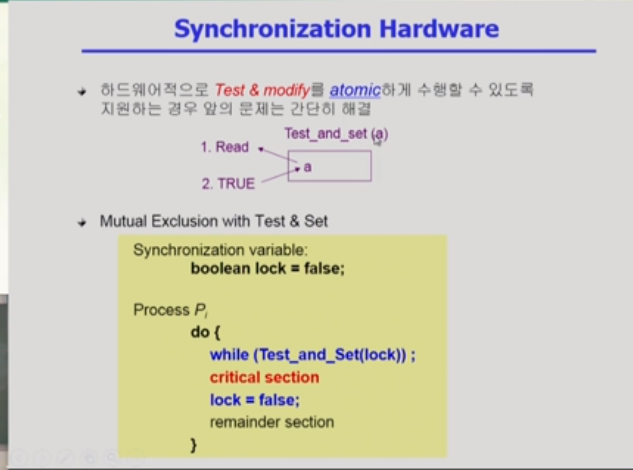 Synchronization Hardware
하드웨어적으로 Test & modify를 atomic하게 수행할 수 있도록
지원하는 경우 앞의 문제는 간단히 해결
Test_and_set (a)
1. Read
a
2. TRUE
Mutual Exclusion with Test & Set
Synchronization variable:
boolean lock = false;
Process Pi
do {
while (Test_and_Set(lock)) ;
critical section
lock = false;
remainder section
}